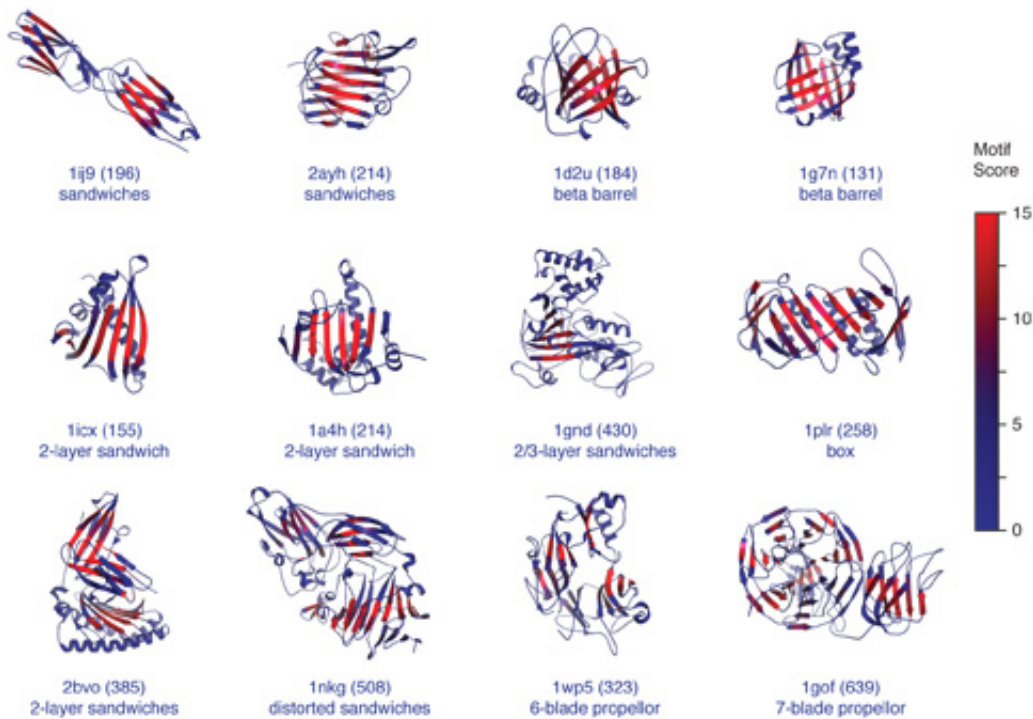 1ij9 (196)
sandwiches
2ayh (214)
sandwiches
1d2u (184)
beta barrel
1g7n (131)
beta barrel
Motif
Score
15
10
5
0
1icx (155)
2-layer sandwich
1a4h (214)
2-layer sandwich
1gnd (430)
2/3-layer sandwiches
1plr (258)
box
2bvo (385)
2-layer sandwiches
1nkg (508)
distorted sandwiches
1wp5 (323)
6-blade propellor
1gof (639)
7-blade propellor